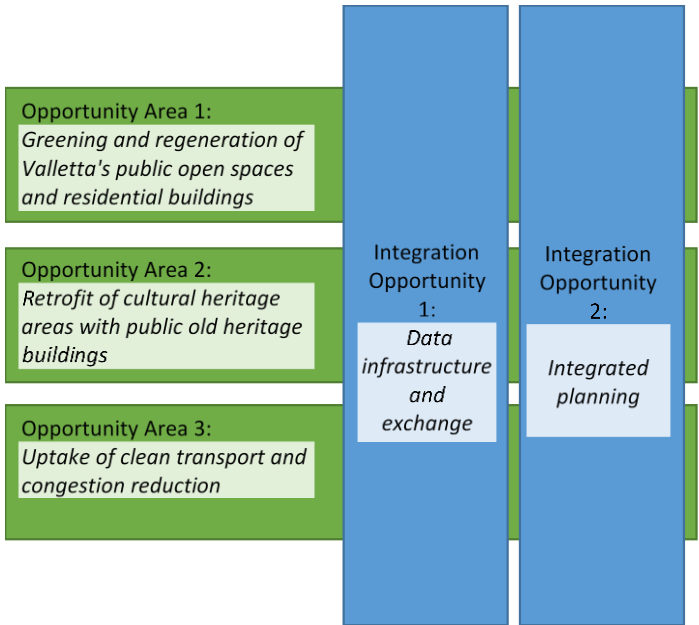 Opportunity Area 1:
Greening and regeneration of
Valletta's public open spaces
and residential buildings
Opportunity Area 2:
Retrofit of cultural heritage
areas with public old heritage
buildings
Opportunity Area 3:
Uptake of clean transport and
congestion reduction
Integration
Opportunity
1:
Data
infrastructure
and
exchange
Integration
Opportunity
2:
Integrated
planning